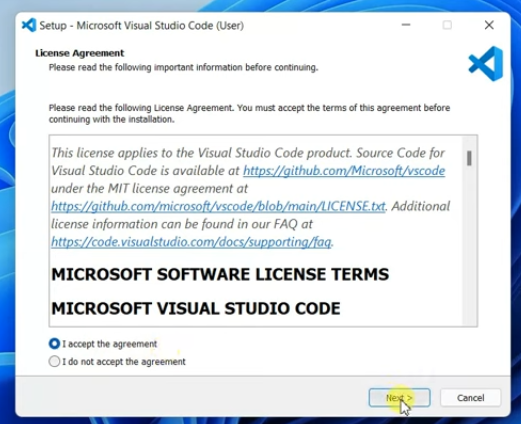 Setup - Microsoft Visual Studio Code (User)
License Agreement
Please read the following important information before continuing.
Please read the following License Agreement. You must accept the terms of this agreement before
continuing with the installation.
This license applies to the Visual Studio Code product. Source Code for
Visual Studio Code is available at https://github.com/Microsoft/vscode
under the MIT license agreement at
https://github.com/microsoft/vscode/blob/main/LICENSE.txt. Additional
license information can be found in our FAQ at
https://code.visualstudio.com/docs/supporting/faq.
MICROSOFT SOFTWARE LICENSE TERMS
MICROSOFT VISUAL STUDIO CODE
I accept the agreement
I do not accept the agreement
Next >
Cancel